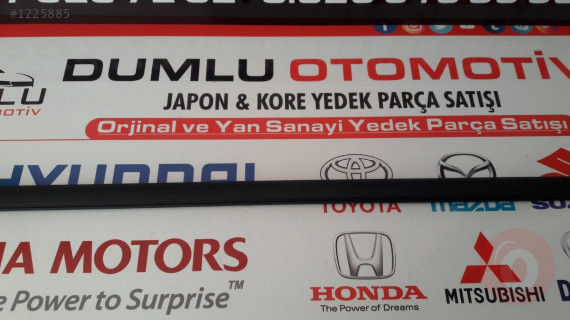 #1225885
DUMLU OTOMOTİV
JAPON & KORE YEDEK PARÇA SATIŞI
Orjinal ve Yan Sanayi Yedek Parça Satışı
HYUNDAI
TOYOTA
mazda
MOTORS
Power to Surprise™
HONDA
The Power of Dreams
MITSUBISHI